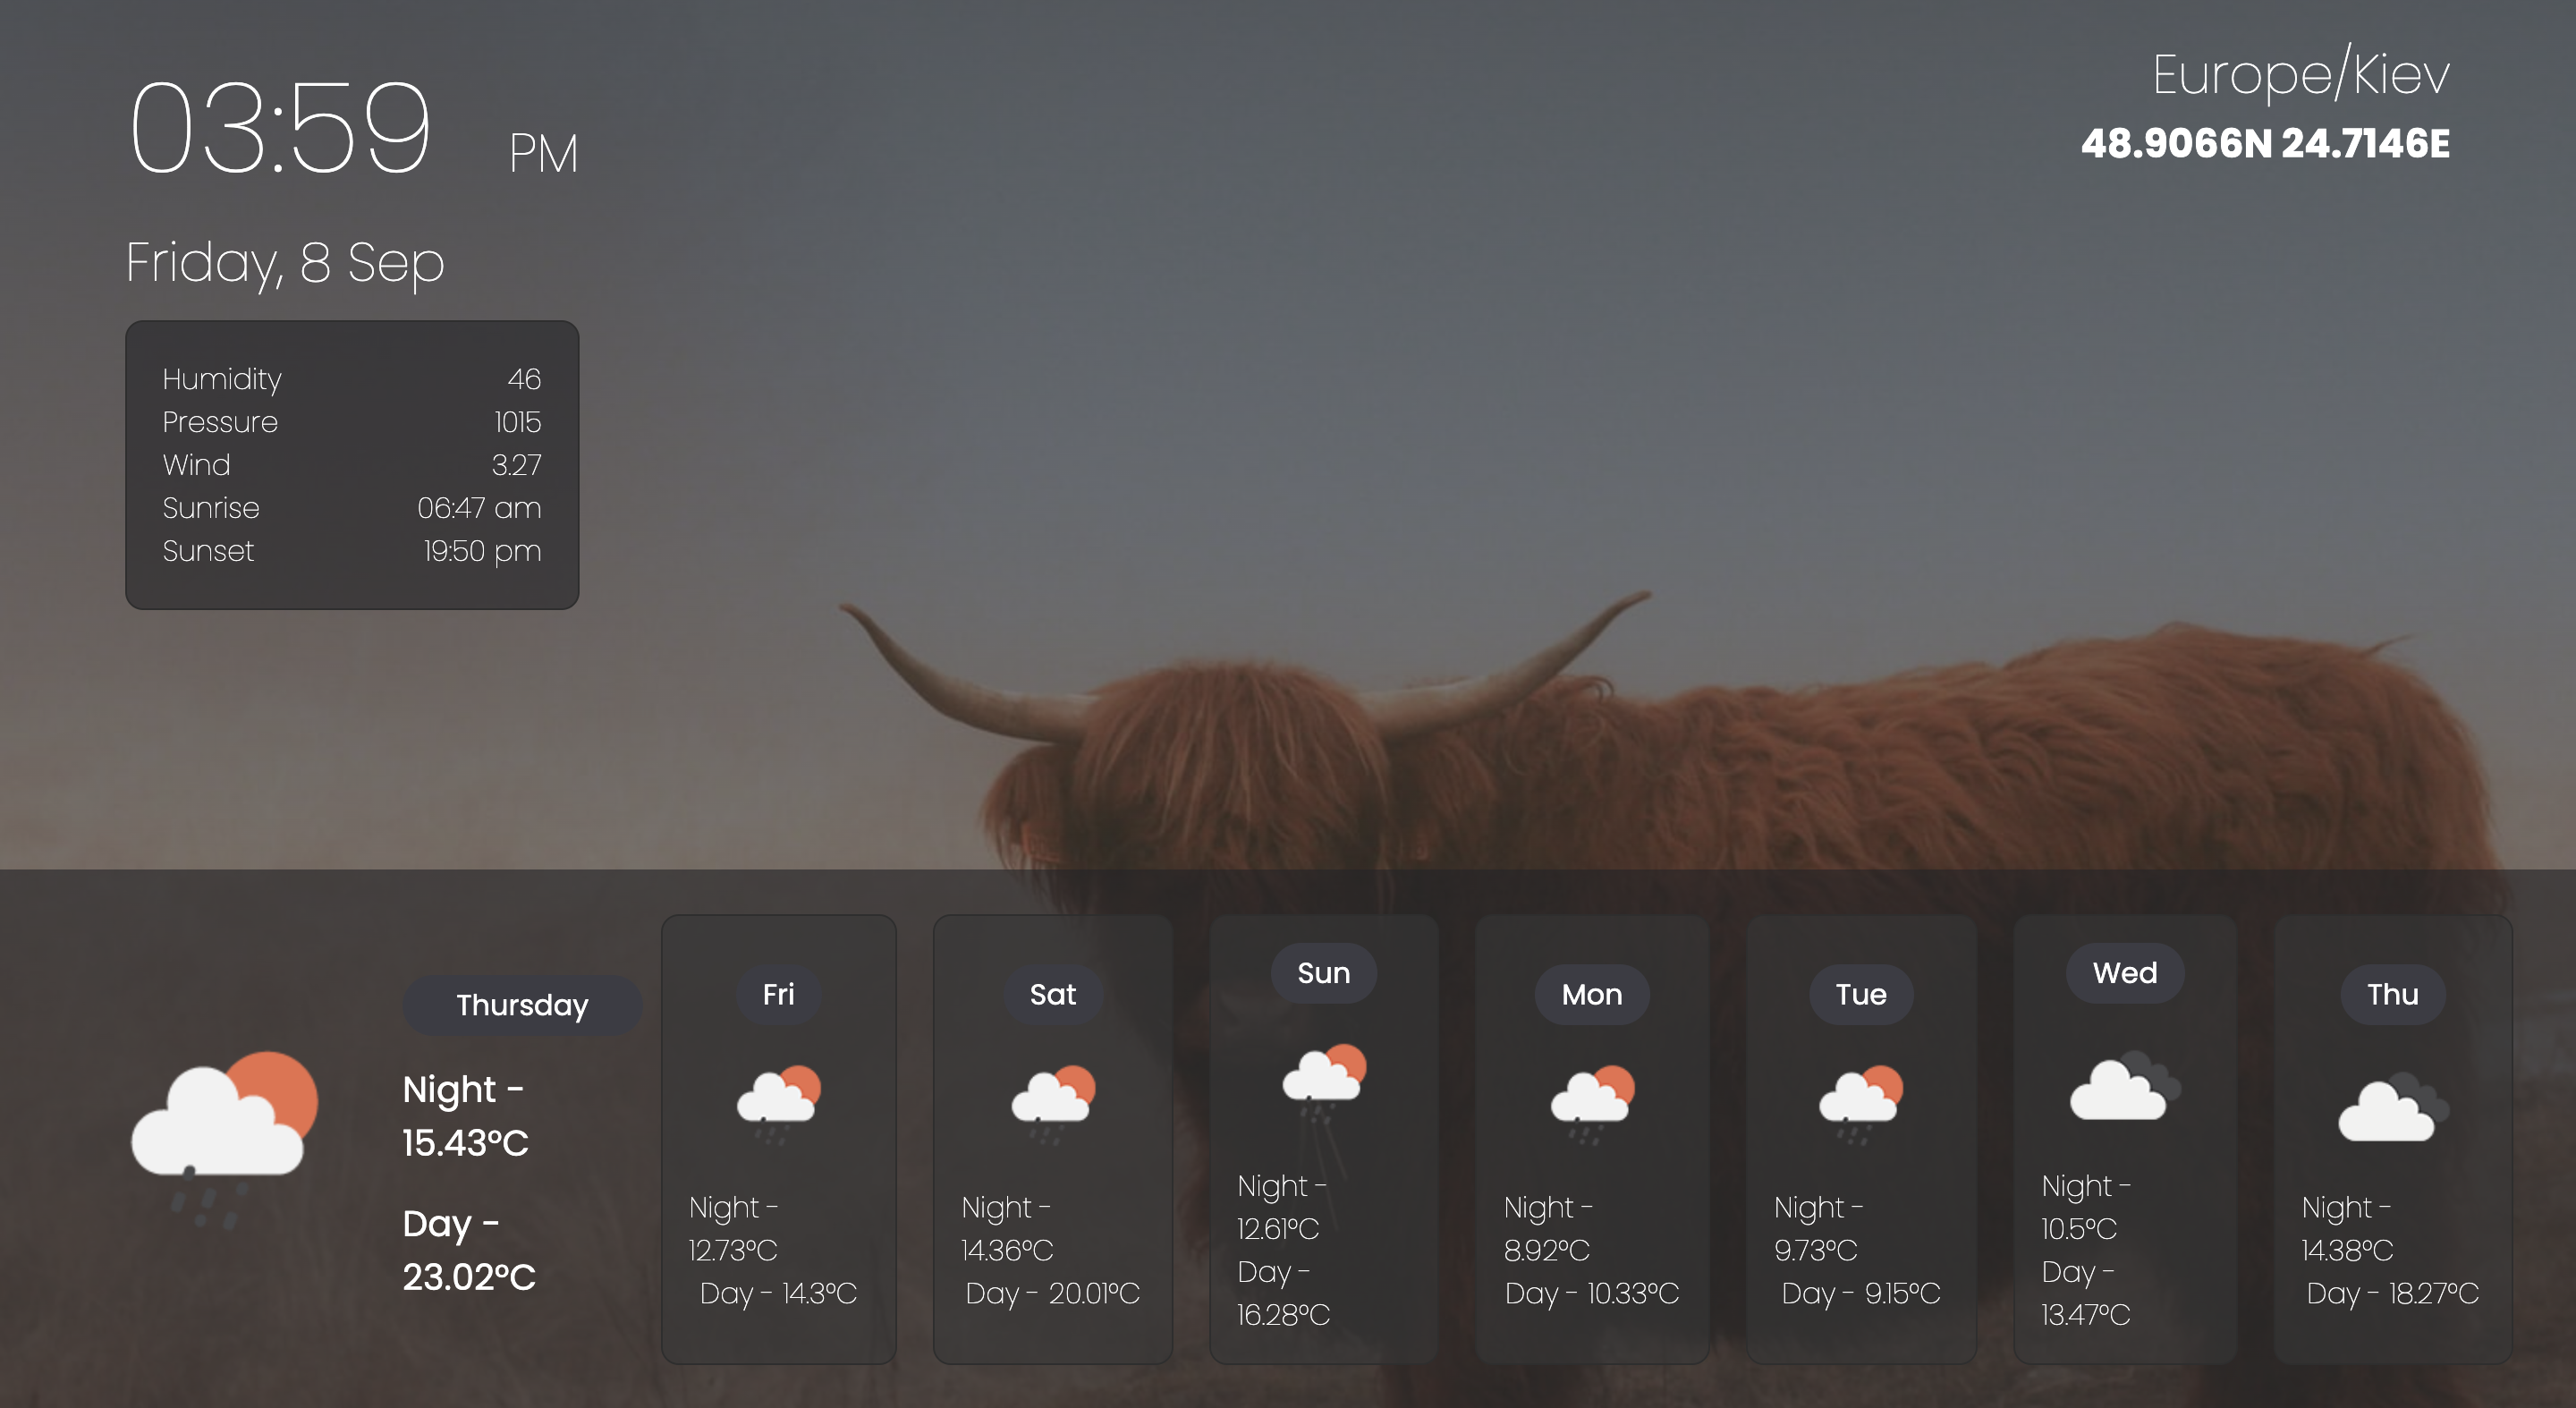 03:59 PM
Friday, 8 Sep
Humidity 46
Pressure 1015
Wind 3.27
Sunrise 06:47 am
Sunset 19:50 pm
Europe/Kiev
48.9066N 24.7146E
Thursday
Night -
15.43°C
Day -
23.02°C
Fri
Night -
12.73°C
Day - 14.3°C
Sat
Night -
14.36°C
Day - 20.01°C
Sun
Night -
12.61°C
Day -
16.28°C
Mon
Night -
8.92°C
Day - 10.33°C
Tue
Night -
9.73°C
Day - 9.15°C
Wed
Night -
10.5°C
Day -
13.47°C
Thu
Night -
14.38°C
Day - 18.27°C